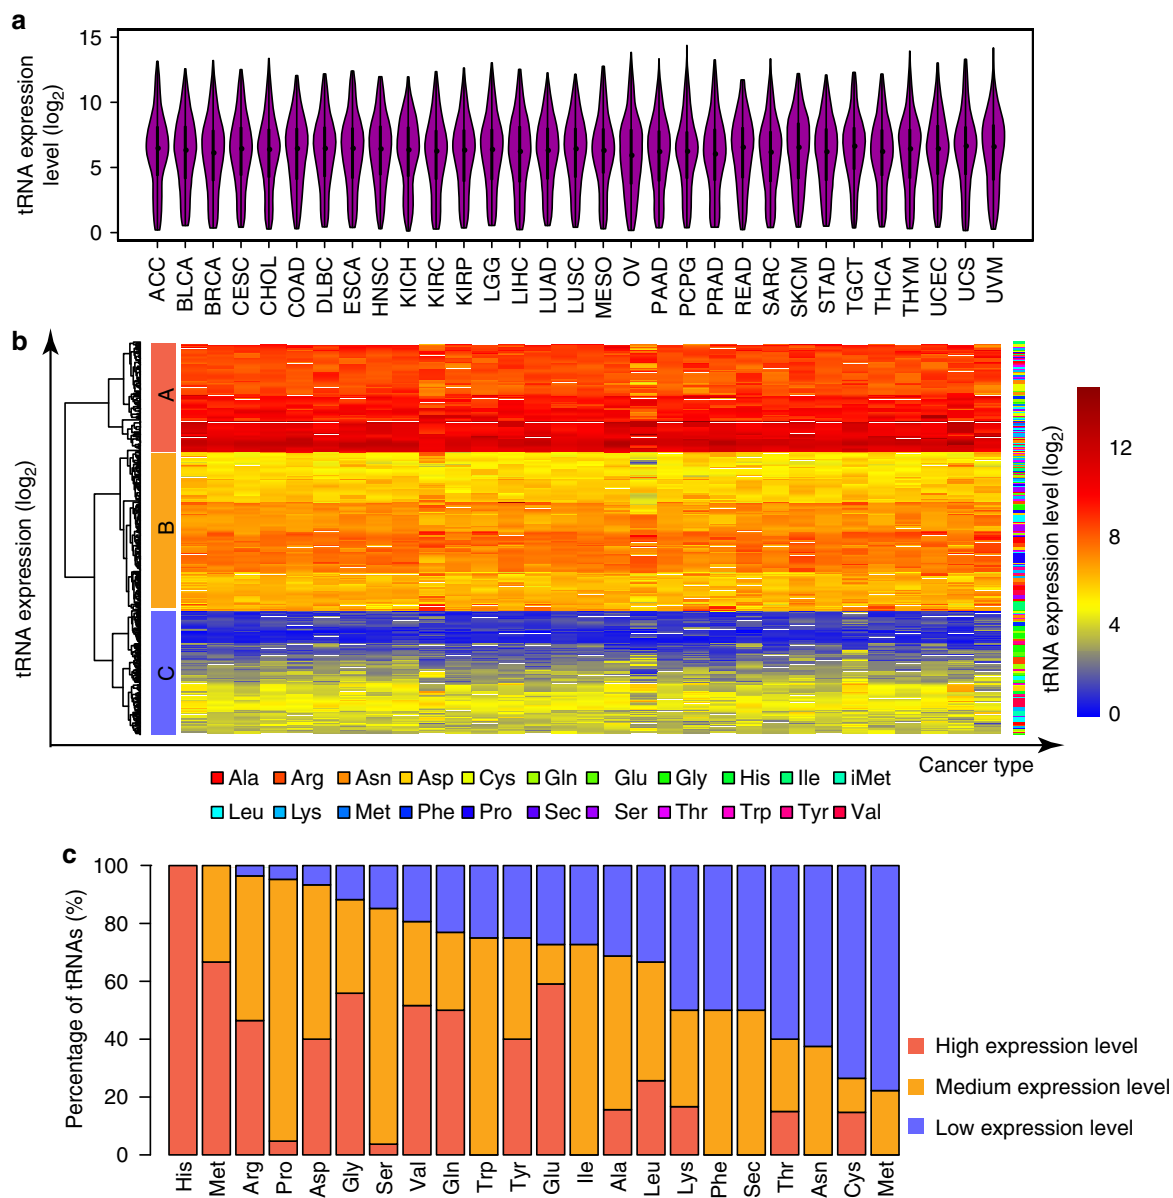 a
tRNA expression
level (log2)
15
10
5
0
ACC
BLCA
BRCA
CESC
CHOL
COAD
DLBC
ESCA
HNSC
KICH
KIRC
KIRP
LGG
LIHC
LUAD
LUSC
MESO
OV
PAAD
PCPG
PRAD
READ
SARC
SKCM
STAD
TGCT
THCA
THYM
UCEC
UCS
UVM
b
tRNA expression (log2)
A
B
C
tRNA expression level (log2)
12
8
4
0
Cancer type
Ala Arg Asn Asp Cys Gln Glu Gly His Ile iMet
Leu Lys Met Phe Pro Sec Ser Thr Trp Tyr Val
c
Percentage of tRNAs (%)
100
80
60
40
20
0
His
Met
Arg
Pro
Asp
Gly
Ser
Val
Gln
Trp
Tyr
Glu
Ile
Ala
Leu
Lys
Phe
Sec
Thr
Asn
Cys
Met
High expression level
Medium expression level
Low expression level